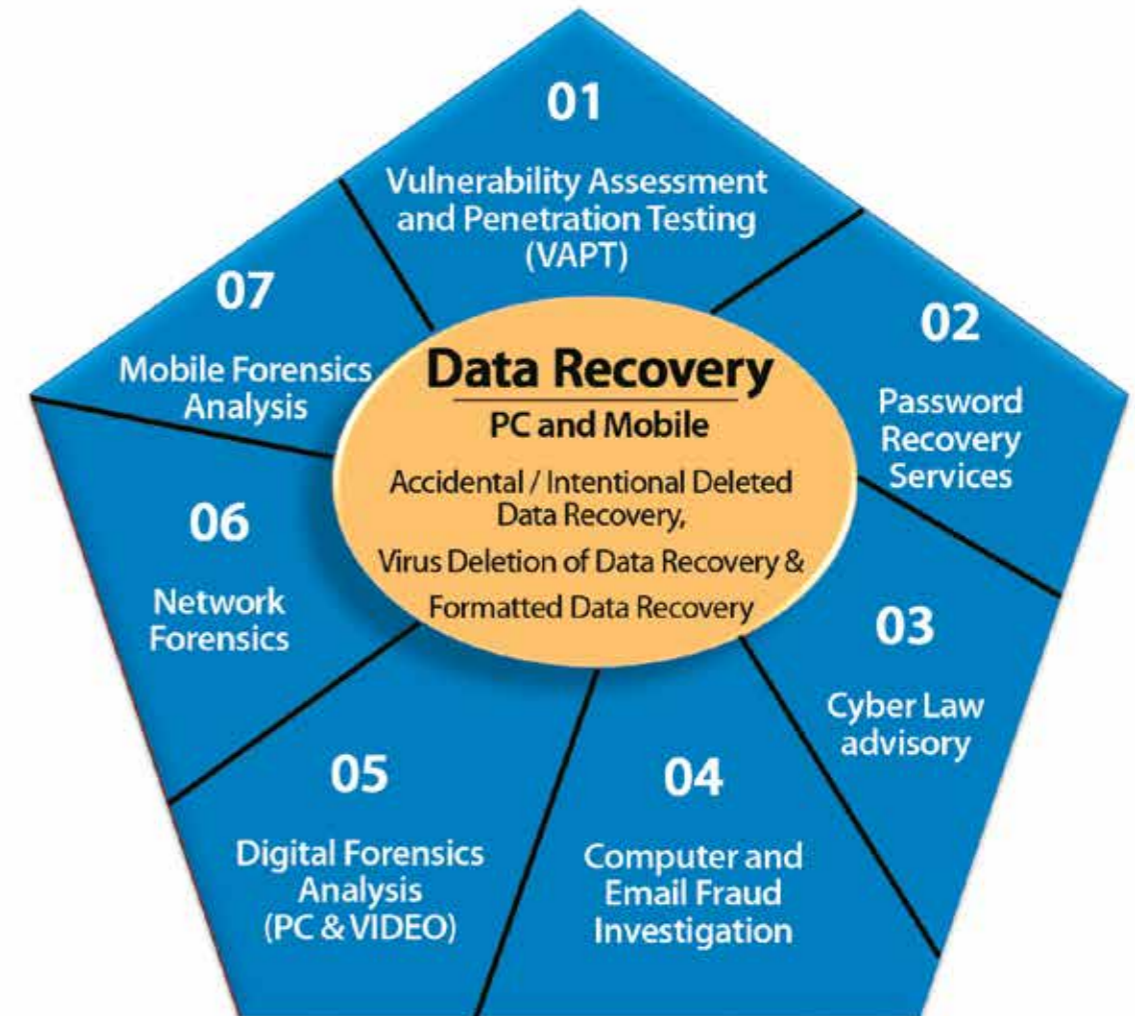 01
Vulnerability Assessment
and Penetration Testing
(VAPT)
02
Password
Recovery
Services
03
Cyber Law
advisory
04
Computer and
Email Fraud
Investigation
05
Digital Forensics
Analysis
(PC & VIDEO)
06
Network
Forensics
07
Mobile Forensics
Analysis
Data Recovery
PC and Mobile
Accidental / Intentional Deleted
Data Recovery,
Virus Deletion of Data Recovery &
Formatted Data Recovery